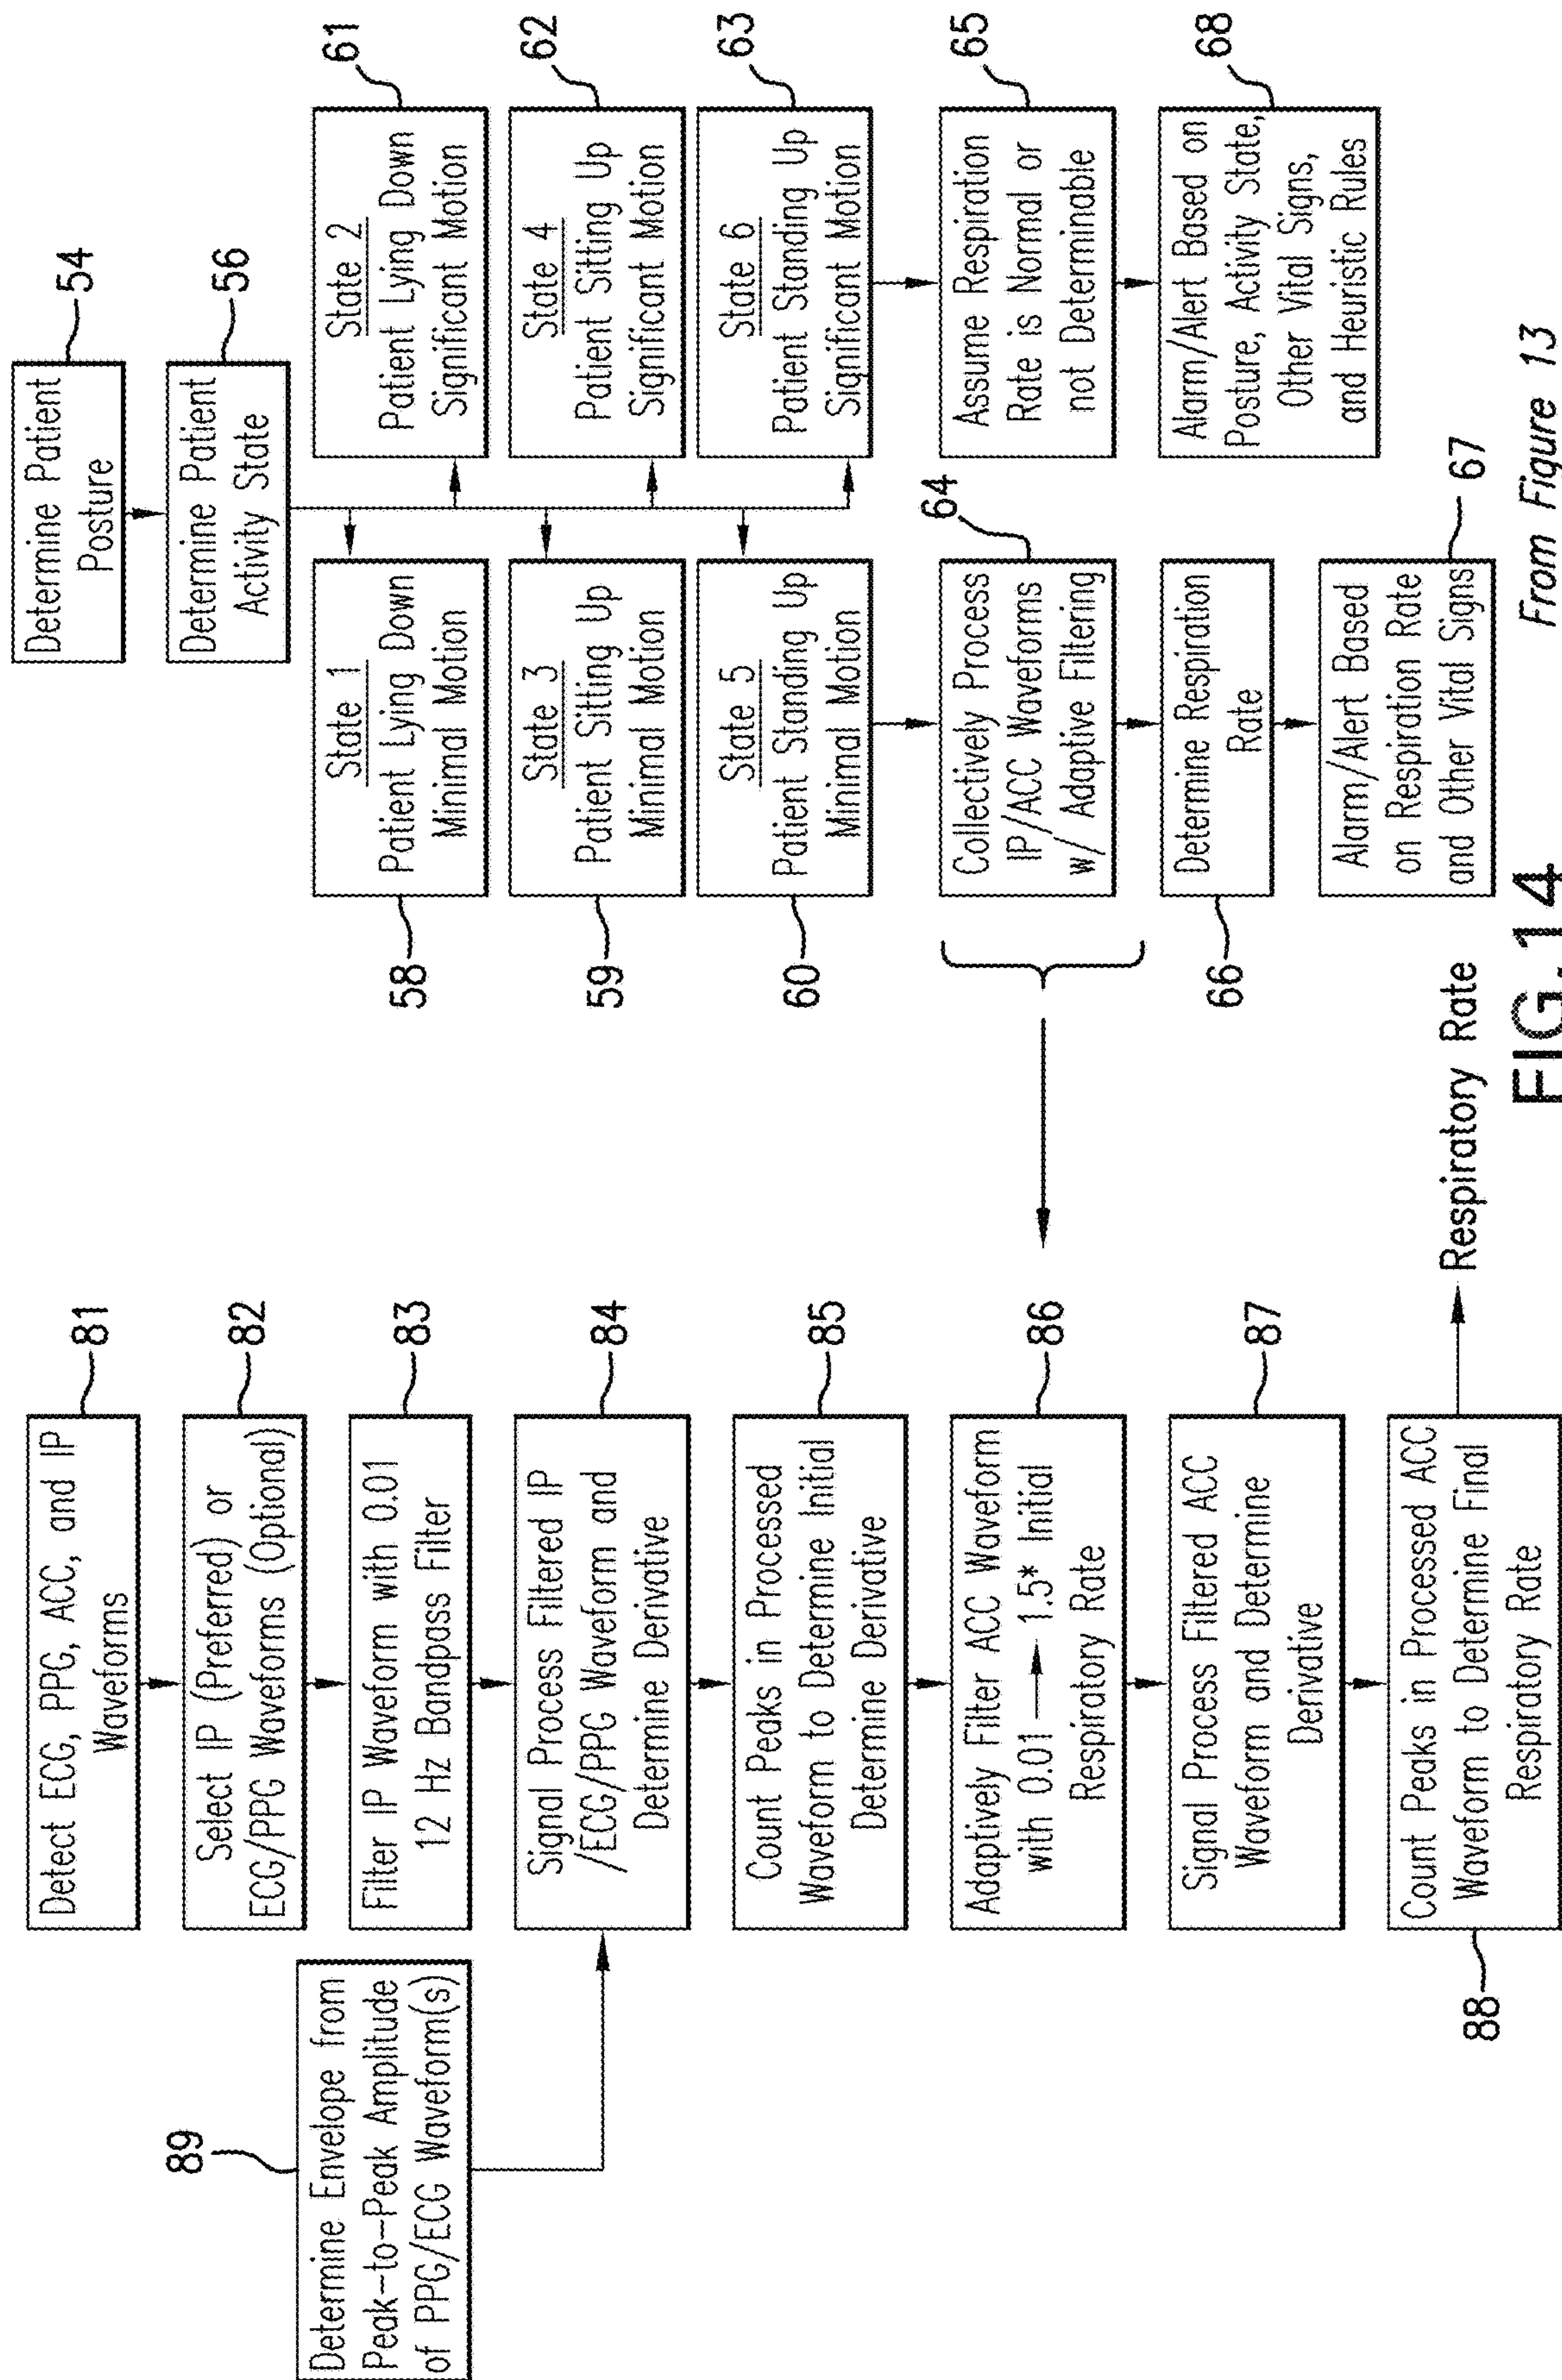 89
Determine Envelope from
Peak-to-Peak Amplitude
of PPG/ECG Waveform(s)
Detect ECG, PPG, ACC, and IP
Waveforms
81
Select IP (Preferred) or
ECG/PPG Waveforms (Optional)
82
Filter IP Waveform with 0.01
12 Hz Bandpass Filter
83
Signal Process Filtered IP
/ECG/PPG Waveform and
Determine Derivative
84
Count Peaks in Processed
Waveform to Determine Initial
Determine Derivative
85
Adaptively Filter ACC Waveform
with 0.01 → 1.5* Initial
Respiratory Rate
86
Signal Process Filtered ACC
Waveform and Determine
Derivative
87
Count Peaks in Processed ACC
Waveform to Determine Final
Respiratory Rate
88
Respiratory Rate
Determine Patient
Posture
54
Determine Patient
Activity State
56
State 1
Patient Lying Down
Minimal Motion
58
State 2
Patient Lying Down
Significant Motion
61
State 3
Patient Sitting Up
Minimal Motion
59
State 4
Patient Sitting Up
Significant Motion
62
State 5
Patient Standing Up
Minimal Motion
60
State 6
Patient Standing Up
Significant Motion
63
Collectively Process
IP/ACC Waveforms
w/ Adaptive Filtering
64
Assume Respiration
Rate is Normal or
not Determinable
65
Determine Respiration
Rate
66
Alarm/Alert Based
on Respiration Rate
and Other Vital Signs
67
Alarm/Alert Based on
Posture, Activity State,
Other Vital Signs,
and Heuristic Rules
68
From Figure 13
FIG. 14